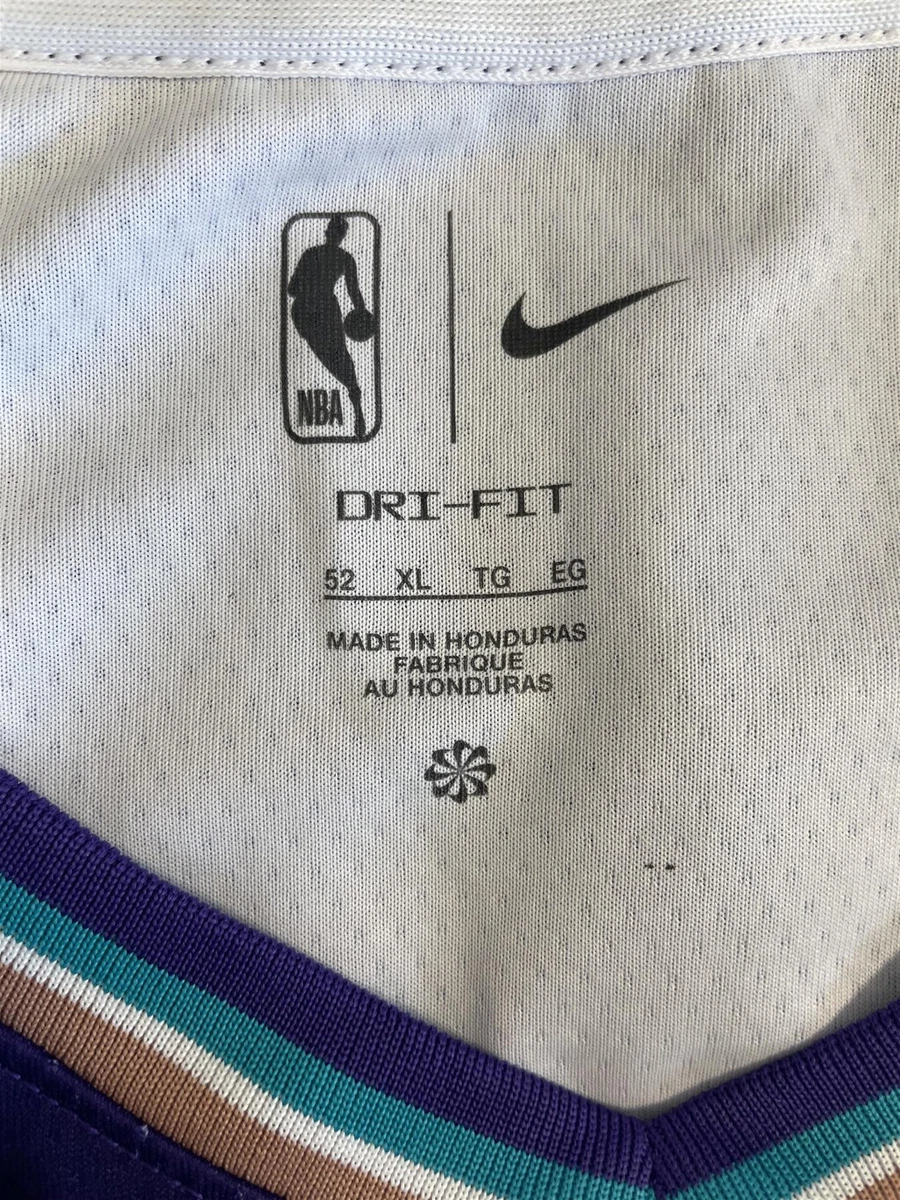 NBA
DRI-FIT
52 XL TG EG
MADE IN HONDURAS
FABRIQUE
AU HONDURAS